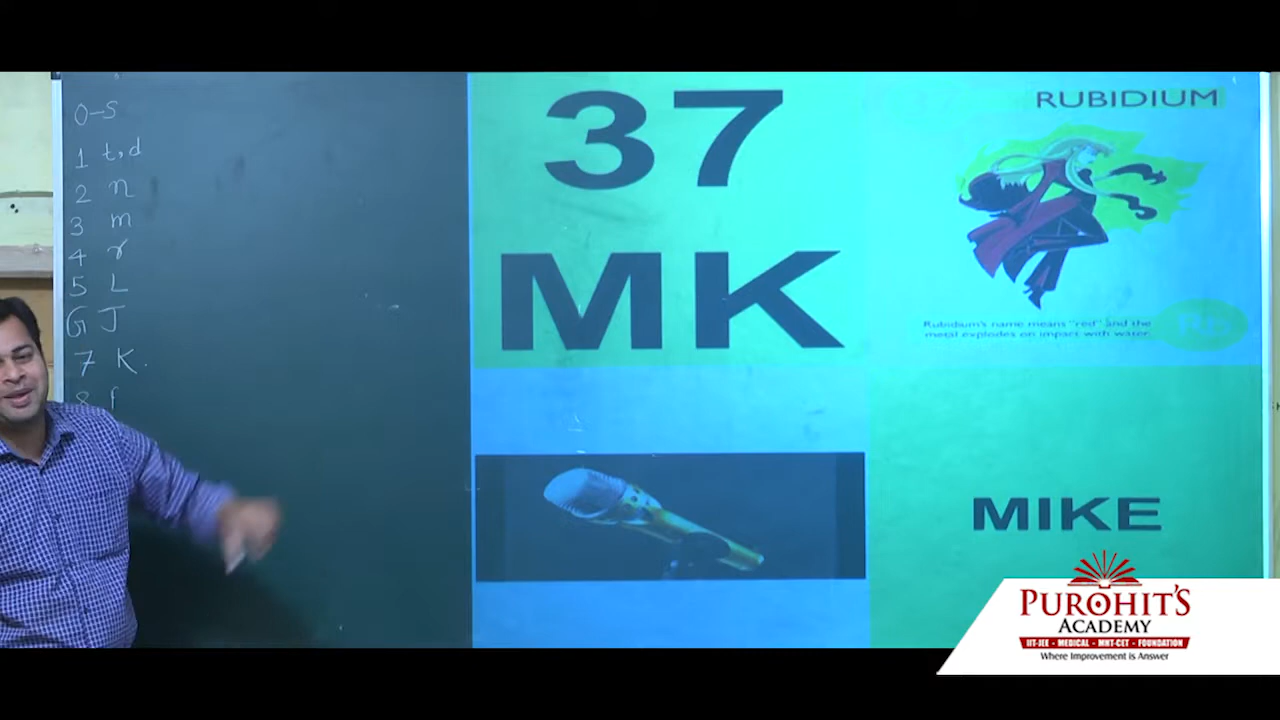 0-S
1 t,d
2 n
3 m
4 r
5 L
6 J
7 K.
8 f
37
MK
RUBIDIUM
Rubidium's name means "red" and the
metal explodes on impact with water.
Rb
MIKE
PUROHIT'S
ACADEMY
IIT-JEE - MEDICAL - MHT-CET - FOUNDATION
Where Improvement is Answer